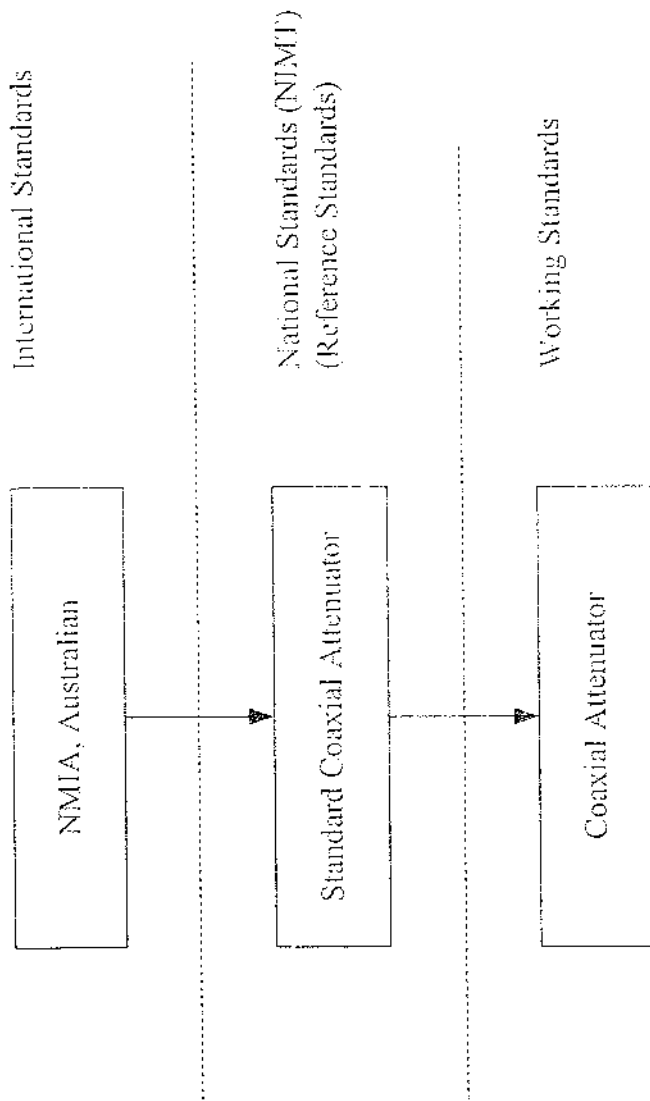 NMIA, Australian
International Standards
Standard Coaxial Attenuator
National Standards (NIMT)
(Reference Standards)
Coaxial Attenuator
Working Standards